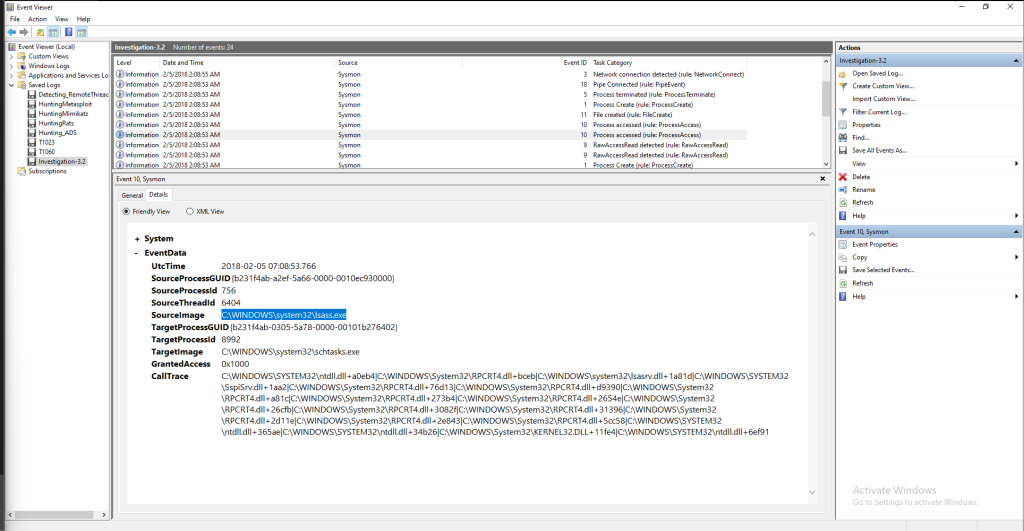 Event Viewer
File Action View Help
Event Viewer (Local)
Custom Views
Windows Logs
Applications and Services Lo
Saved Logs
Detecting_RemoteThread
HuntingMetasploit
HuntingMimikatz
HuntingRats
Hunting_ADS
T1023
T1060
Investigation-3.2
Subscriptions
Investigation-3.2 Number of events: 24
Level Date and Time Source Event ID Task Category
Information 2/5/2018 2:08:55 AM Sysmon 3 Network connection detected (rule: NetworkConnect)
Information 2/5/2018 2:08:53 AM Sysmon 18 Pipe Connected (rule: PipeEvent)
Information 2/5/2018 2:08:53 AM Sysmon 5 Process terminated (rule: ProcessTerminate)
Information 2/5/2018 2:08:53 AM Sysmon 1 Process Create (rule: ProcessCreate)
Information 2/5/2018 2:08:53 AM Sysmon 11 File created (rule: FileCreate)
Information 2/5/2018 2:08:53 AM Sysmon 10 Process accessed (rule: ProcessAccess)
Information 2/5/2018 2:08:53 AM Sysmon 10 Process accessed (rule: ProcessAccess)
Information 2/5/2018 2:08:53 AM Sysmon 9 RawAccessRead detected (rule: RawAccessRead)
Information 2/5/2018 2:08:53 AM Sysmon 9 RawAccessRead detected (rule: RawAccessRead)
Information 2/5/2018 2:08:53 AM Sysmon 1 Process Create (rule: ProcessCreate)
Event 10, Sysmon
General Details
Friendly View XML View
+ System
- EventData
UtcTime 2018-02-05 07:08:53.766
SourceProcessGUID {b231f4ab-a2ef-5a66-0000-0010ec930000}
SourceProcessId 756
SourceThreadId 6404
SourceImage C:\WINDOWS\system32\lsass.exe
TargetProcessGUID {b231f4ab-0305-5a78-0000-00101b276402}
TargetProcessId 8992
TargetImage C:\WINDOWS\system32\schtasks.exe
GrantedAccess 0x1000
CallTrace C:\WINDOWS\SYSTEM32\ntdll.dll+a0eb4|C:\WINDOWS\System32\RPCRT4.dll+bceb|C:\WINDOWS\system32\lsasrv.dll+1a81d|C:\WINDOWS\SYSTEM32
\SspiSrv.dll+1aa2|C:\WINDOWS\System32\RPCRT4.dll+76d13|C:\WINDOWS\System32\RPCRT4.dll+d9390|C:\WINDOWS\System32
\RPCRT4.dll+a81c|C:\WINDOWS\System32\RPCRT4.dll+273b4|C:\WINDOWS\System32\RPCRT4.dll+2654e|C:\WINDOWS\System32
\RPCRT4.dll+26cfb|C:\WINDOWS\System32\RPCRT4.dll+3082f|C:\WINDOWS\System32\RPCRT4.dll+31396|C:\WINDOWS\System32
\RPCRT4.dll+2d11e|C:\WINDOWS\System32\RPCRT4.dll+2e843|C:\WINDOWS\System32\RPCRT4.dll+5cc58|C:\WINDOWS\SYSTEM32
\ntdll.dll+365ae|C:\WINDOWS\SYSTEM32\ntdll.dll+34b26|C:\WINDOWS\System32\KERNEL32.DLL+11fe4|C:\WINDOWS\SYSTEM32\ntdll.dll+6ef91
Actions
Investigation-3.2
Open Saved Log...
Create Custom View...
Import Custom View...
Filter Current Log...
Properties
Find...
Save All Events As...
View
Delete
Rename
Refresh
Help
Event 10, Sysmon
Event Properties
Copy
Save Selected Events...
Refresh
Help
Activate Windows
Go to Settings to activate Windows.